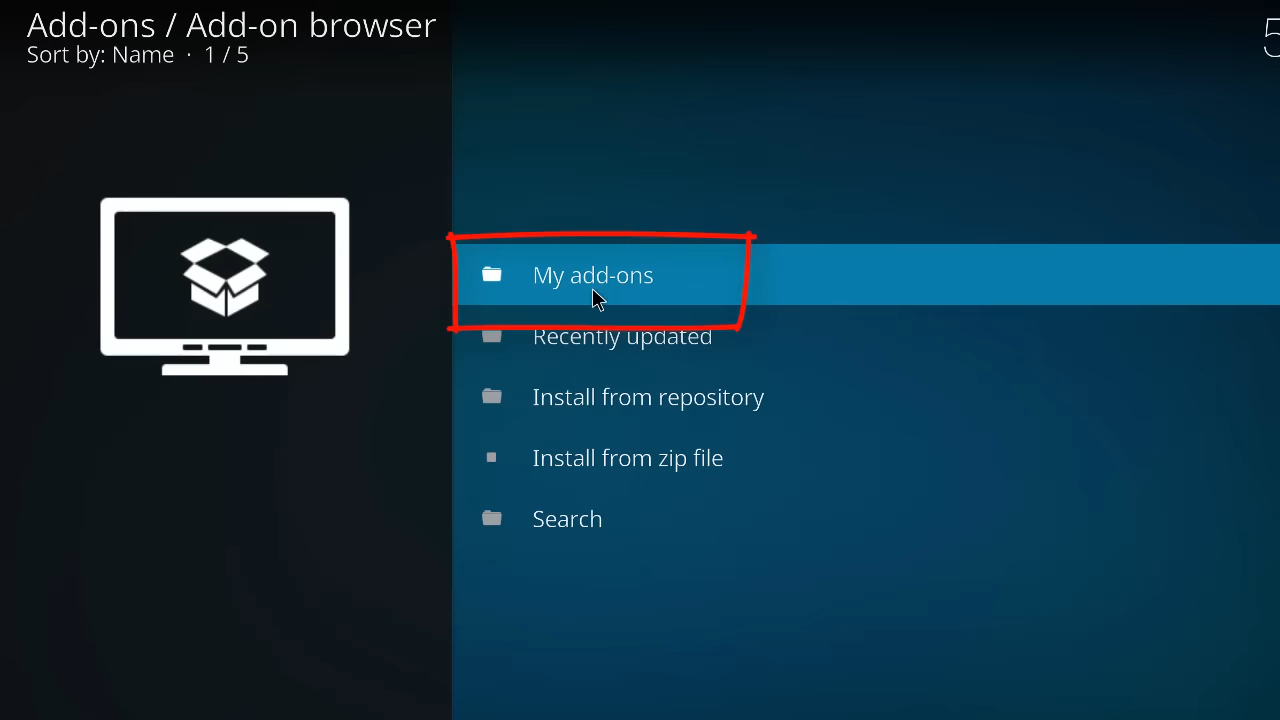 Add-ons / Add-on browser
Sort by: Name · 1 / 5
5
My add-ons
Recently updated
Install from repository
Install from zip file
Search